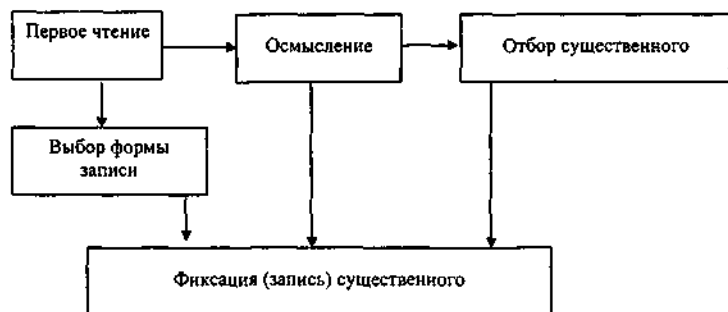 Первое чтение
Осмысление
Отбор существенного
Выбор формы
записи
Фиксация (запись) существенного